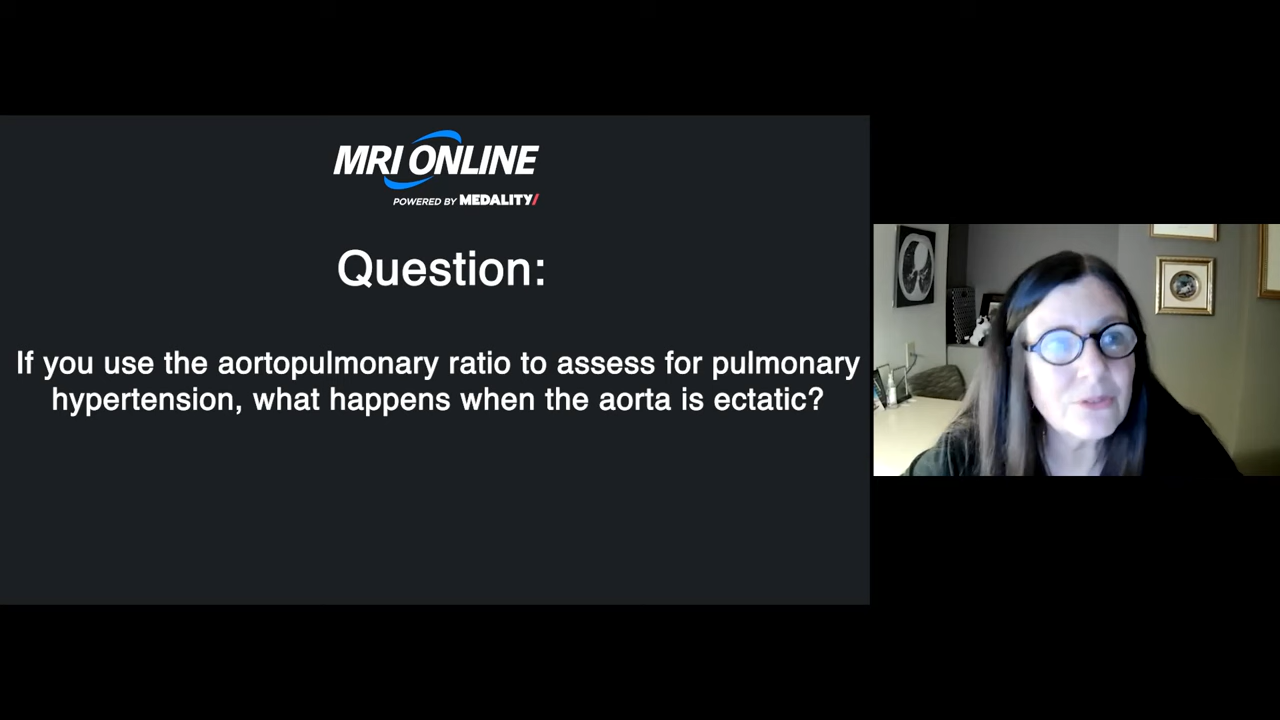 MRI ONLINE
POWERED BY MEDALITY/
Question:
If you use the aortopulmonary ratio to assess for pulmonary
hypertension, what happens when the aorta is ectatic?